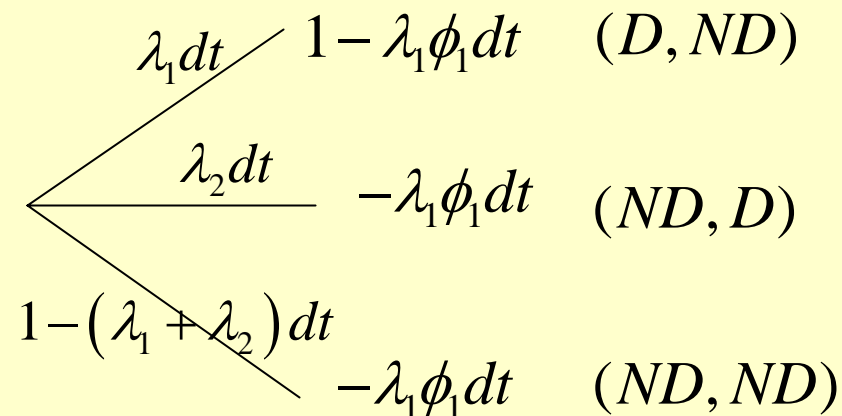 λ₁dt 1 − λ₁ϕ₁dt (D, ND)
λ₂dt −λ₁ϕ₁dt (ND, D)
1 − (λ₁ + λ₂)dt
−λ₁ϕ₁dt (ND, ND)